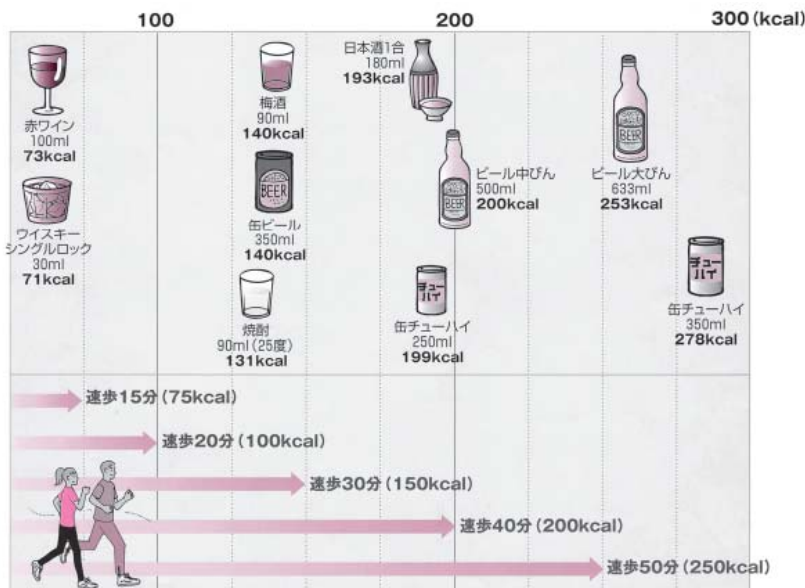 100
200
300 (kcal)
赤ワイン
100ml
73kcal
ウイスキー
シングルロック
30ml
71kcal
梅酒
90ml
140kcal
BEER
缶ビール
350ml
140kcal
焼酎
90ml(25度)
131kcal
日本酒1合
180ml
193kcal
BEER
ビール中びん
500ml
200kcal
チュー
ハイ
缶チューハイ
250ml
199kcal
BEER
ビール大びん
633ml
253kcal
チュー
ハイ
缶チューハイ
350ml
278kcal
速歩15分(75kcal)
速歩20分(100kcal)
速歩30分(150kcal)
速歩40分(200kcal)
速歩50分(250kcal)